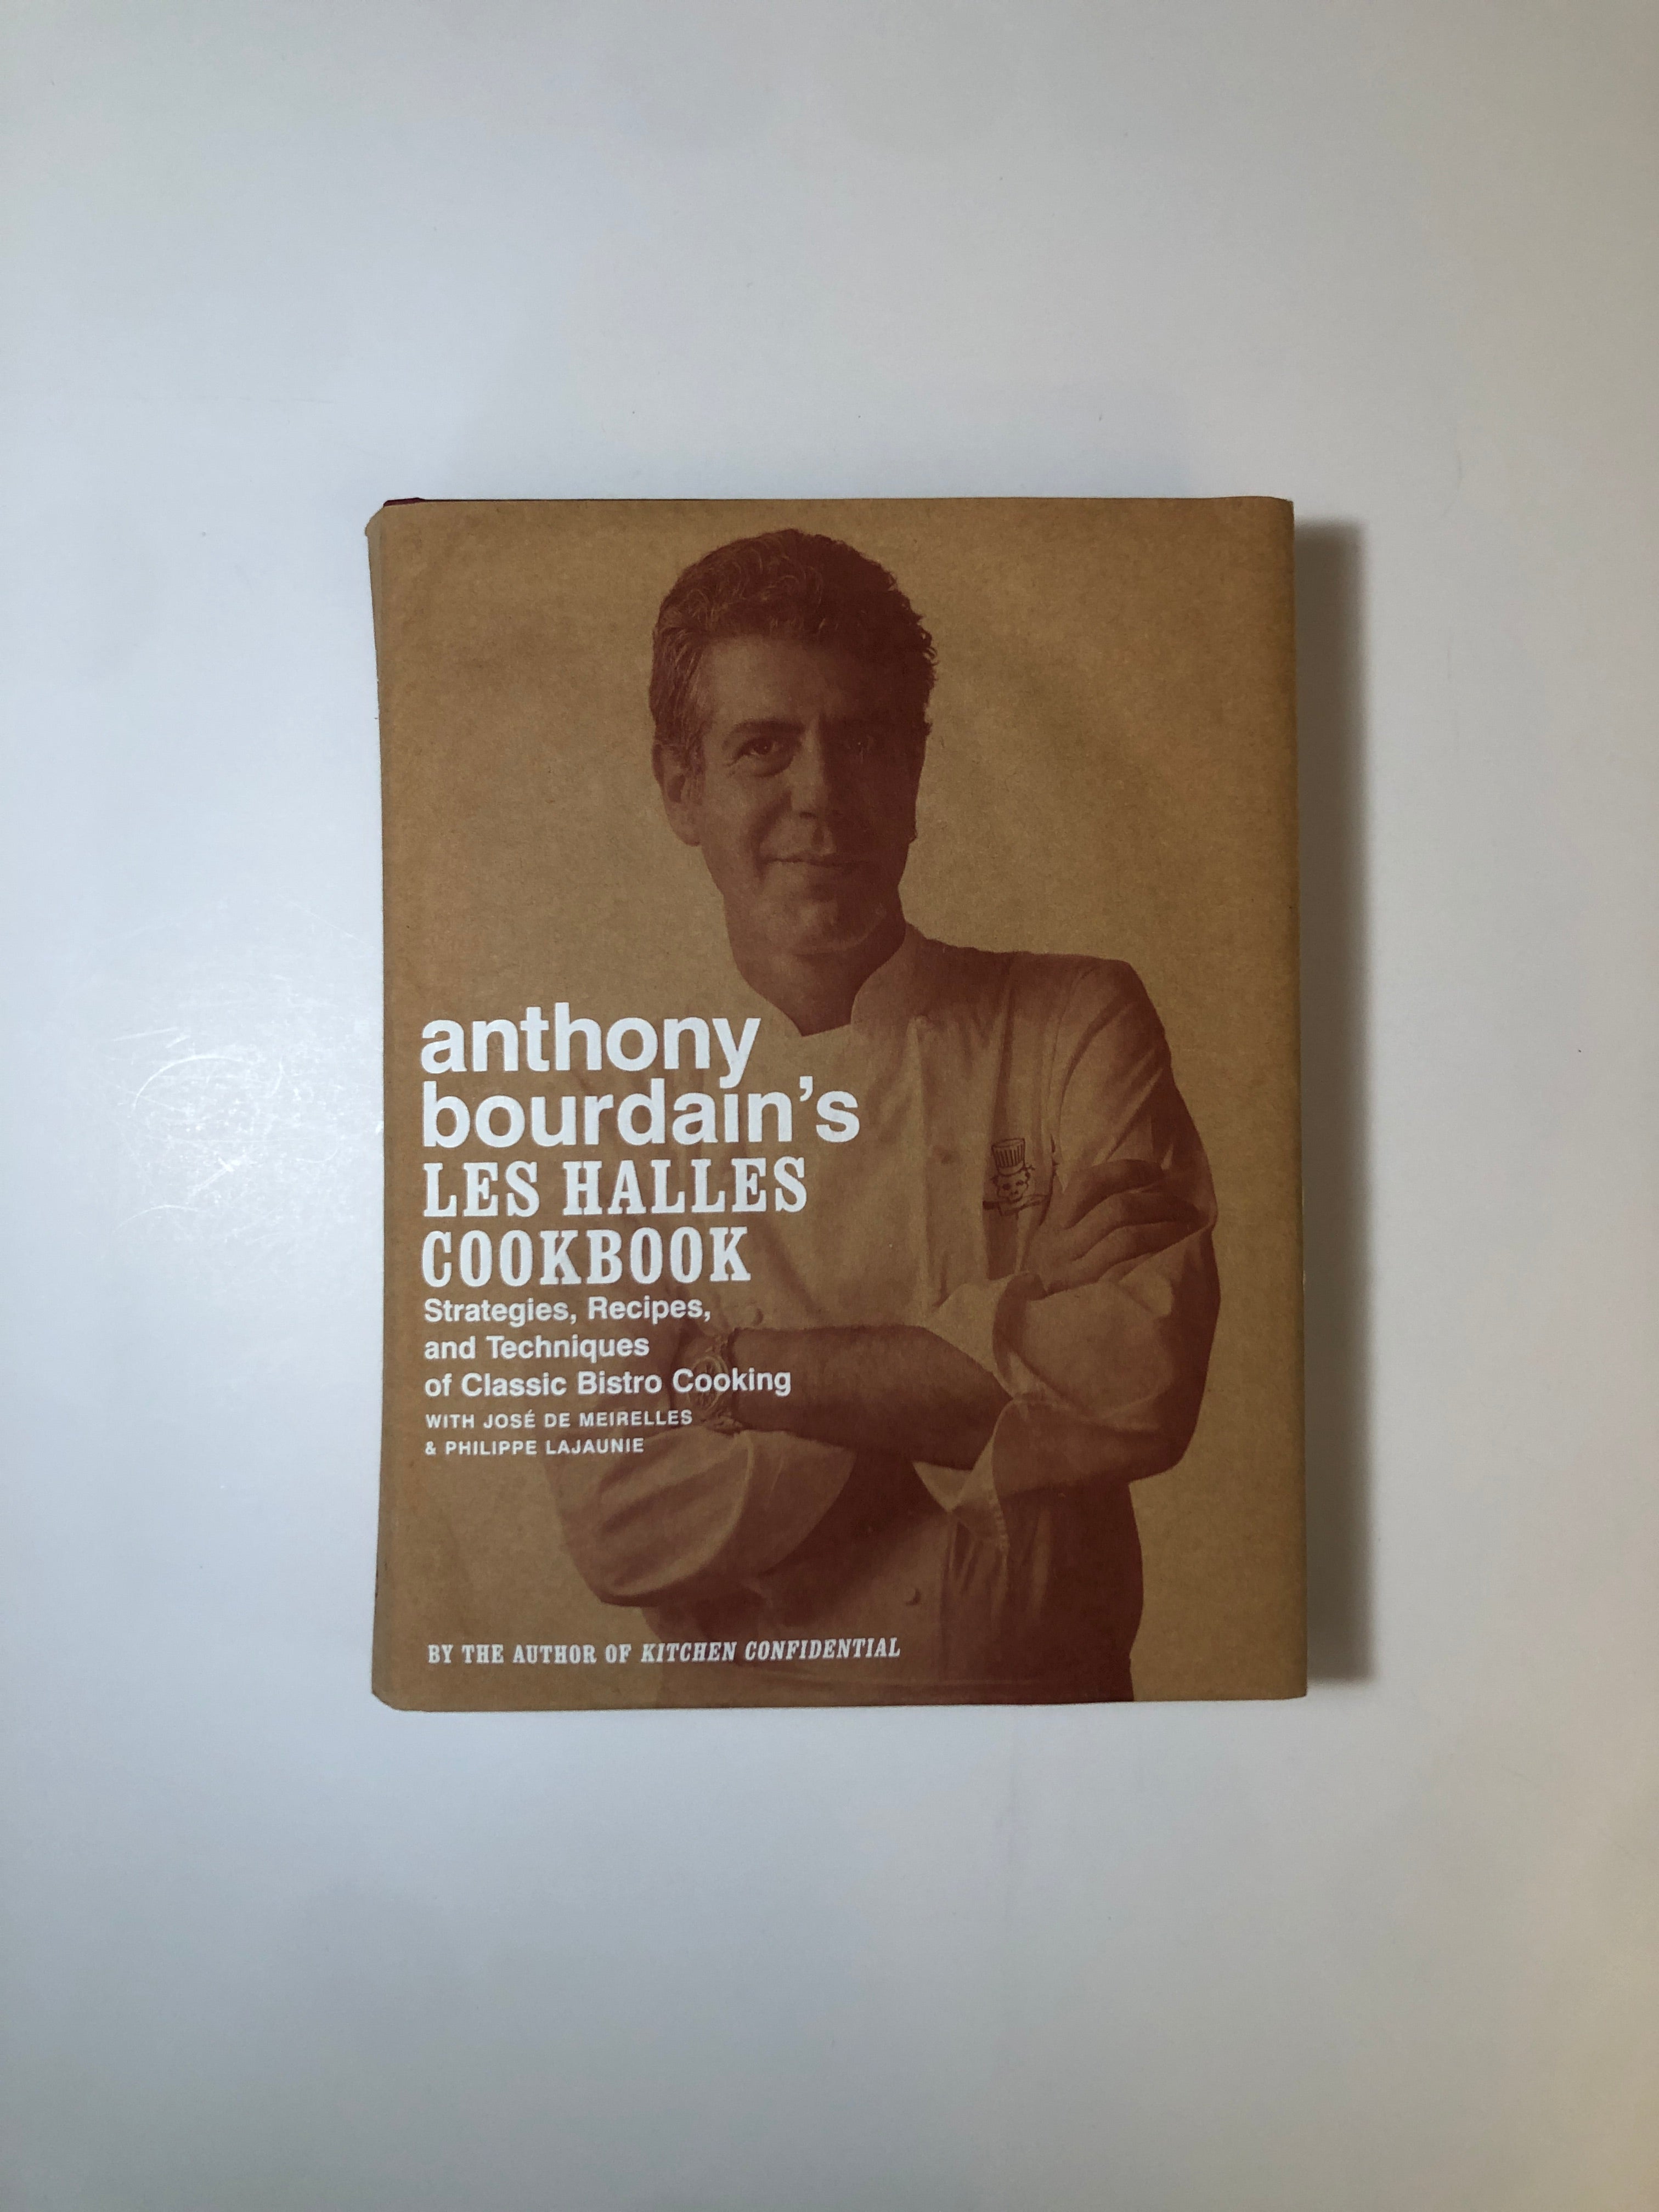 anthony
bourdain's
LES HALLES
COOKBOOK
Strategies, Recipes,
and Techniques
of Classic Bistro Cooking
WITH JOSÉ DE MEIRELLES
& PHILIPPE LAJAUNIE
BY THE AUTHOR OF KITCHEN CONFIDENTIAL